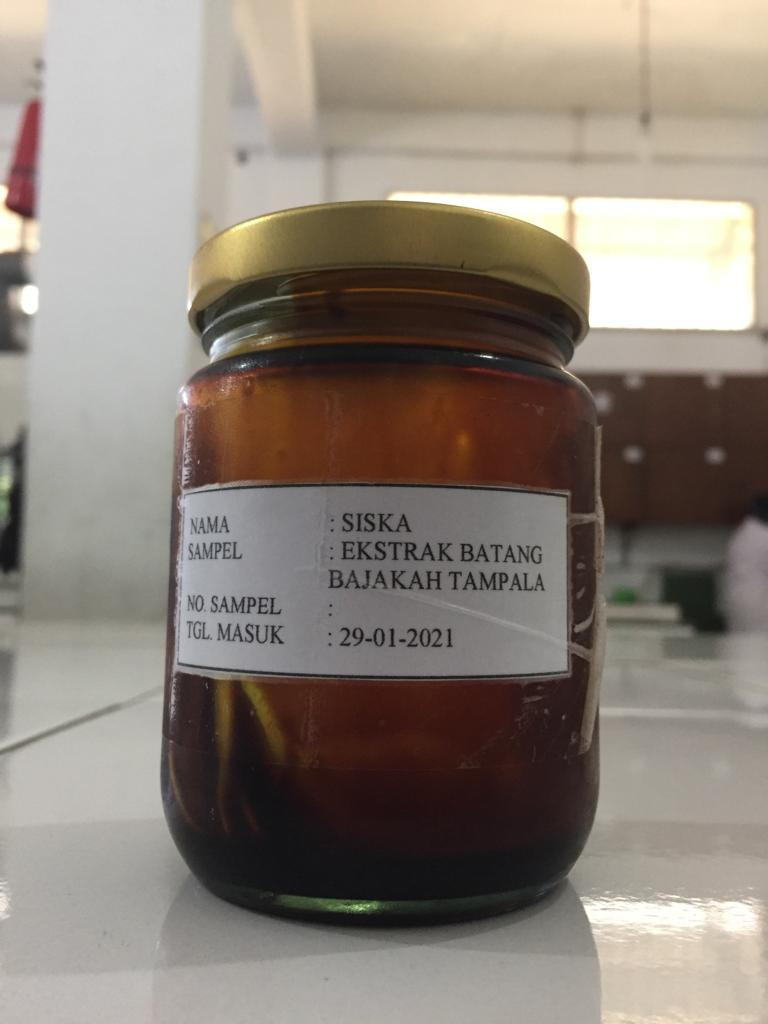 NAMA : SISKA
SAMPEL : EKSTRAK BATANG
BAJAKAH TAMPALA
NO. SAMPEL :
TGL. MASUK : 29-01-2021